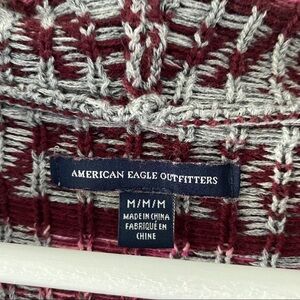 AMERICAN EAGLE OUTFITTERS
M/M/M
MADE IN CHINA
FABRIQUÉ EN
CHINE